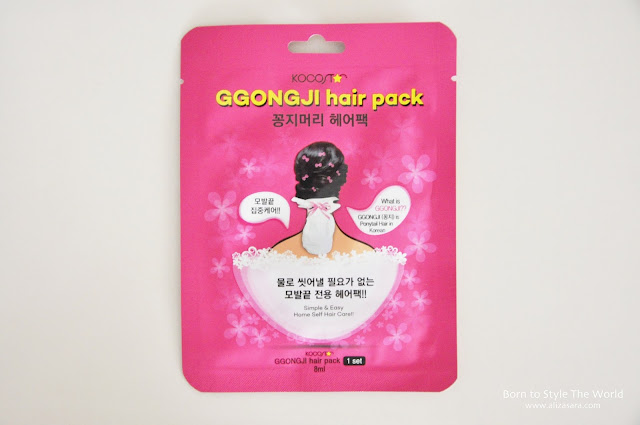 KOCOSTAR
GGONGJI hair pack
꽁지머리 헤어팩
모발끝
집중케어!!
What is
GGONGJI??
GGONGJI (꽁지) is
Ponytail Hair in
Korean!
물로 씻어낼 필요가 없는
모발끝 전용 헤어팩!!
Simple & Easy
Home Self Hair Care!!
KOCOSTAR
GGONGJI hair pack 1 set
8ml
Born to Style The World
www.alizasara.com